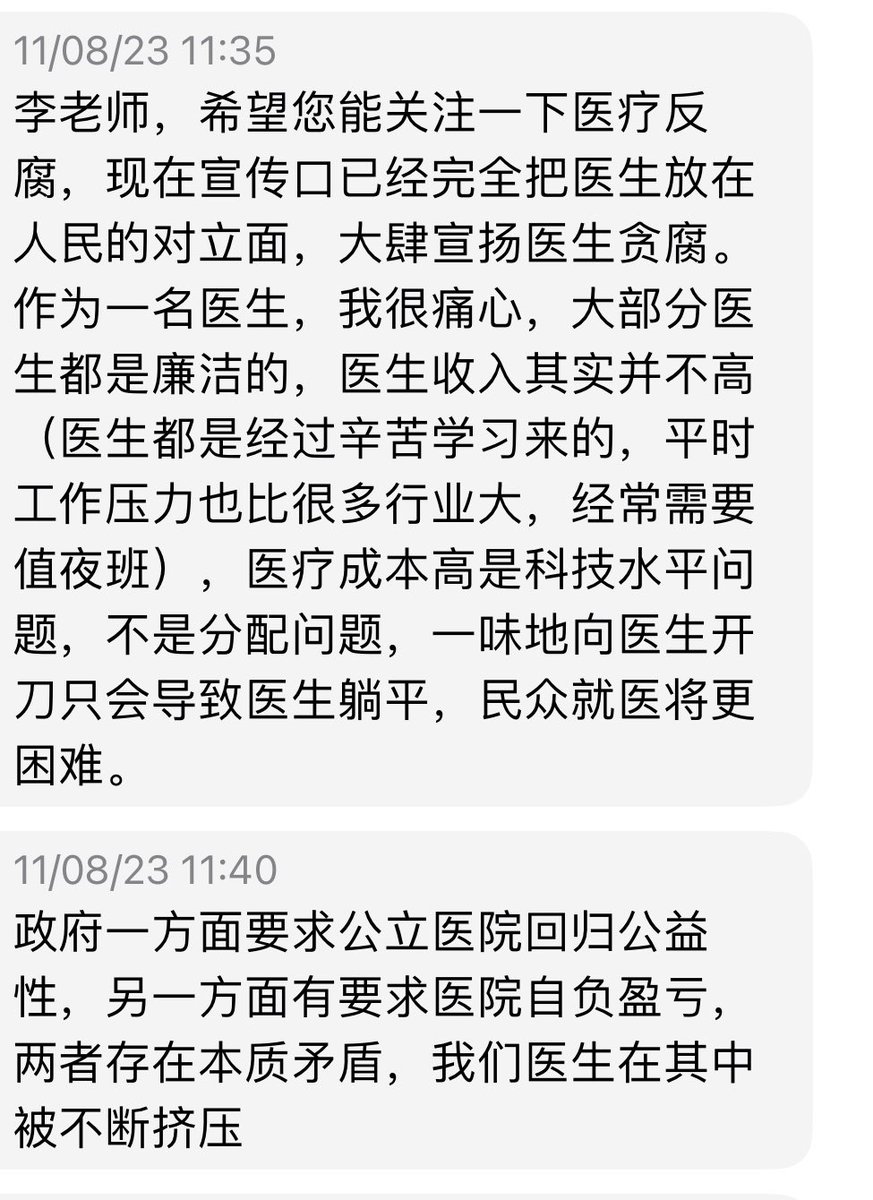 11/08/23 11:35
李老师，希望您能关注一下医疗反
腐，现在宣传口已经完全把医生放在
人民的对立面，大肆宣扬医生贪腐。
作为一名医生，我很痛心，大部分医
生都是廉洁的，医生收入其实并不高
（医生都是经过辛苦学习来的，平时
工作压力也比很多行业大，经常需要
值夜班），医疗成本高是科技水平问
题，不是分配问题，一味地向医生开
刀只会导致医生躺平，民众就医将更
困难。
11/08/23 11:40
政府一方面要求公立医院回归公益
性，另一方面有要求医院自负盈亏，
两者存在本质矛盾，我们医生在其中
被不断挤压